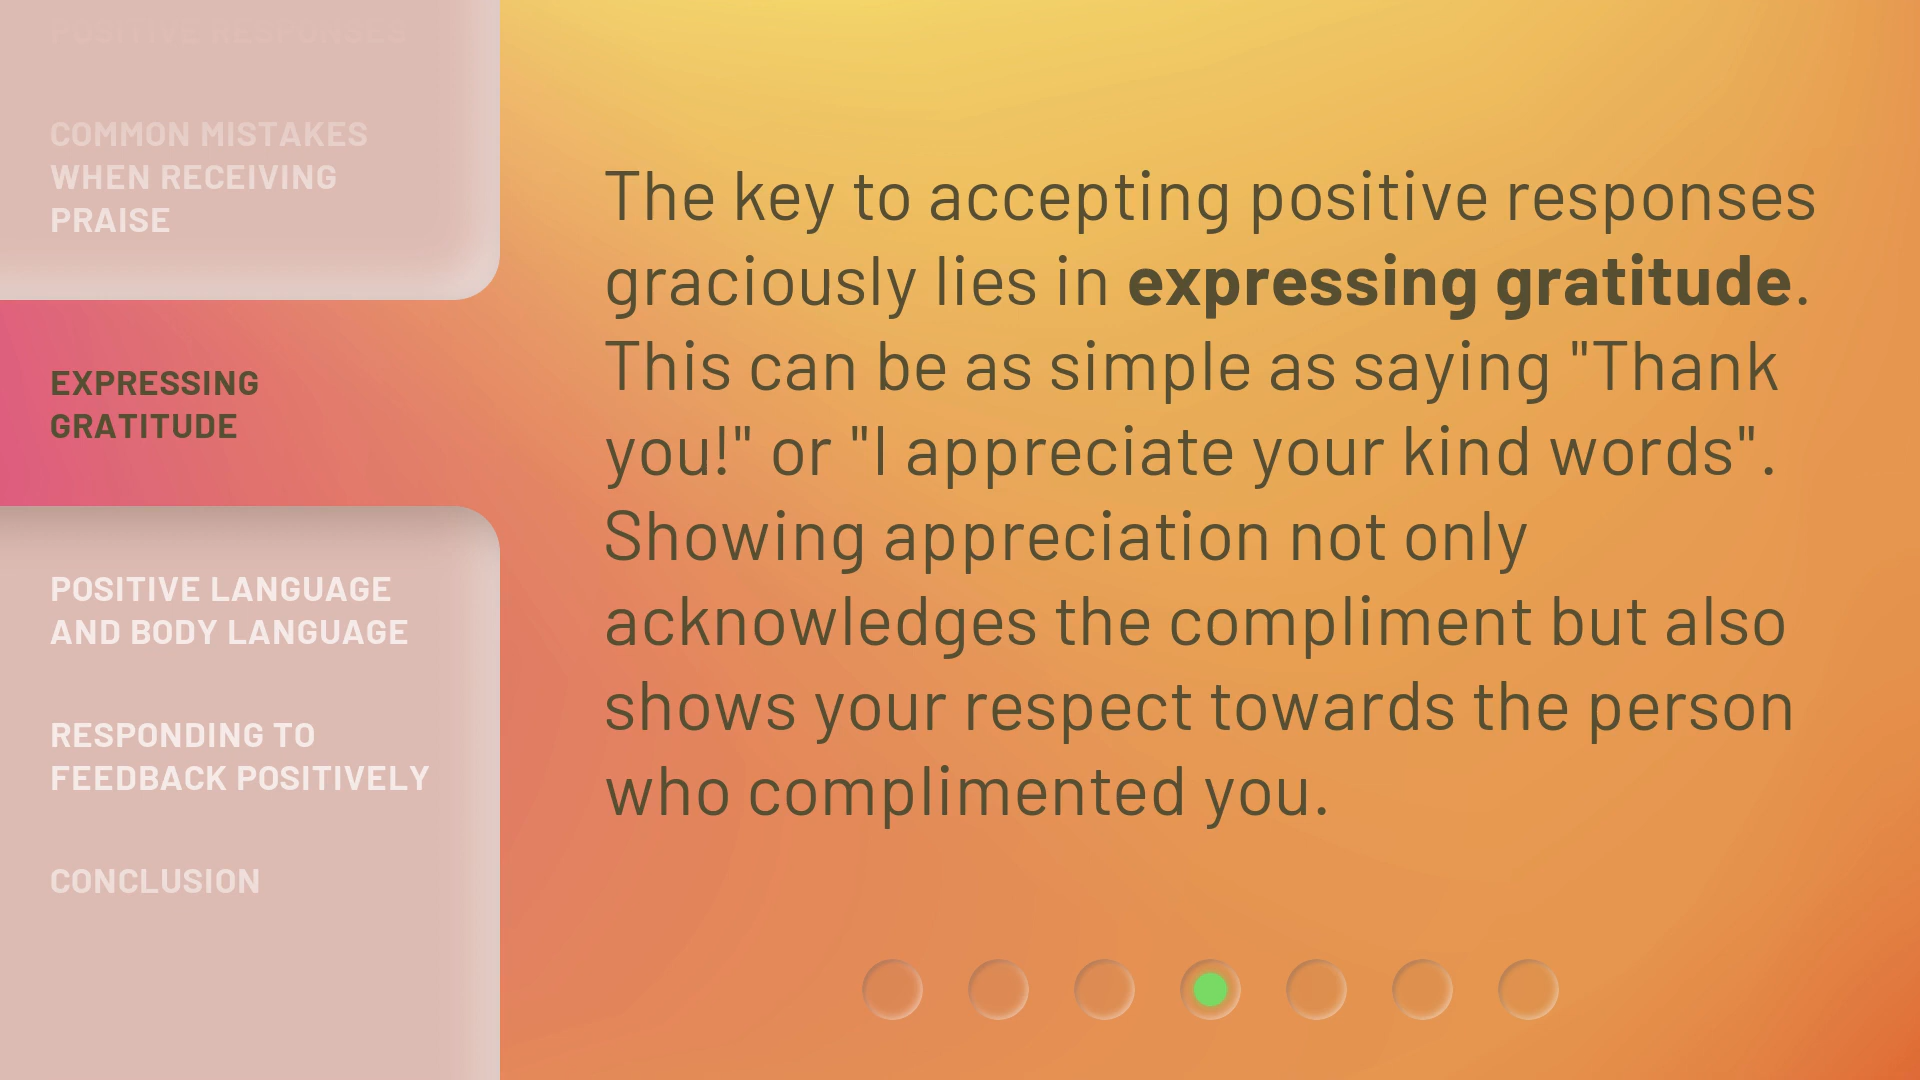 POSITIVE RESPONSES
COMMON MISTAKES
WHEN RECEIVING
PRAISE
EXPRESSING
GRATITUDE
POSITIVE LANGUAGE
AND BODY LANGUAGE
RESPONDING TO
FEEDBACK POSITIVELY
CONCLUSION
The key to accepting positive responses
graciously lies in expressing gratitude.
This can be as simple as saying "Thank
you!" or "I appreciate your kind words".
Showing appreciation not only
acknowledges the compliment but also
shows your respect towards the person
who complimented you.